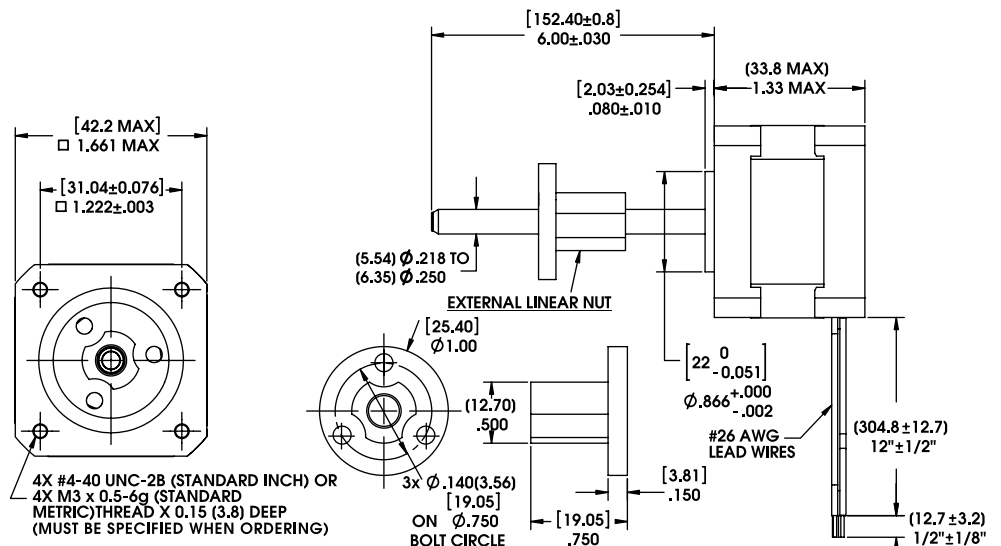 [152.40±0.8]
6.00±.030
(33.8 MAX)
1.33 MAX
[2.03±0.254]
.080±.010
[42.2 MAX]
□ 1.661 MAX
[31.04±0.076]
□ 1.222±.003
(5.54) Ø .218 TO
(6.35) Ø .250
EXTERNAL LINEAR NUT
[25.40]
Ø1.00
[22 0 -0.051]
Ø.866 +.000 -.002
(12.70)
.500
#26 AWG
LEAD WIRES
(304.8±12.7)
12"±1/2"
4X #4-40 UNC-2B (STANDARD INCH) OR
4X M3 x 0.5-6g (STANDARD
METRIC)THREAD X 0.15 (3.8) DEEP
(MUST BE SPECIFIED WHEN ORDERING)
3x Ø.140(3.56)
[19.05]
ON Ø.750
BOLT CIRCLE
[3.81]
.150
[19.05]
.750
(12.7±3.2)
1/2"±1/8"